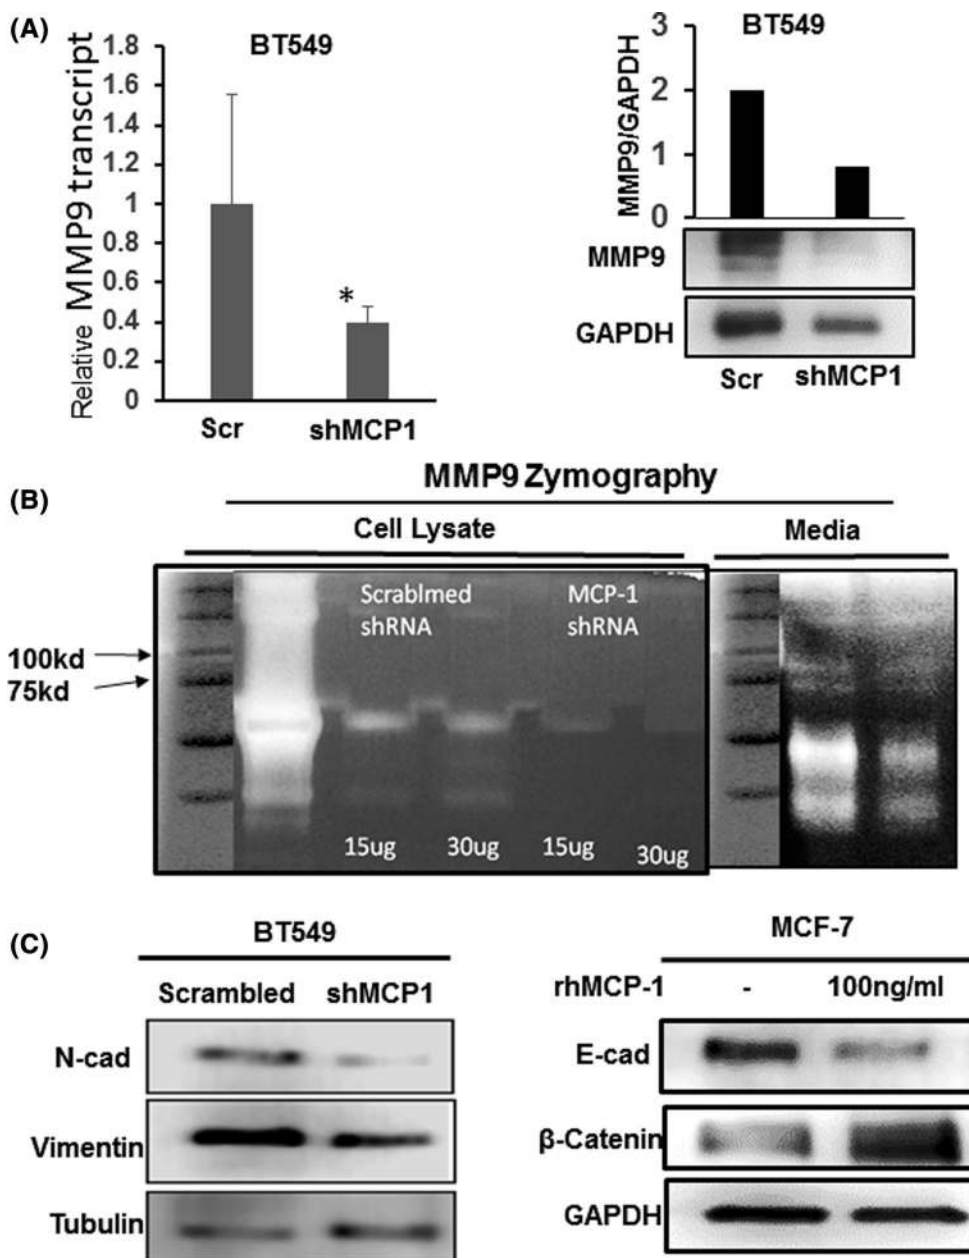 (A)
BT549
Relative MMP9 transcript
1.8
1.6
1.4
1.2
1
0.8
0.6
0.4
0.2
0
*
Scr
shMCP1
BT549
MMP9/GAPDH
3
2
1
0
MMP9
GAPDH
Scr
shMCP1
(B)
MMP9 Zymography
Cell Lysate
Media
Scrablmed
shRNA
MCP-1
shRNA
100kd
75kd
15ug
30ug
15ug
30ug
(C)
BT549
Scrambled
shMCP1
N-cad
Vimentin
Tubulin
MCF-7
rhMCP-1
-
100ng/ml
E-cad
β-Catenin
GAPDH